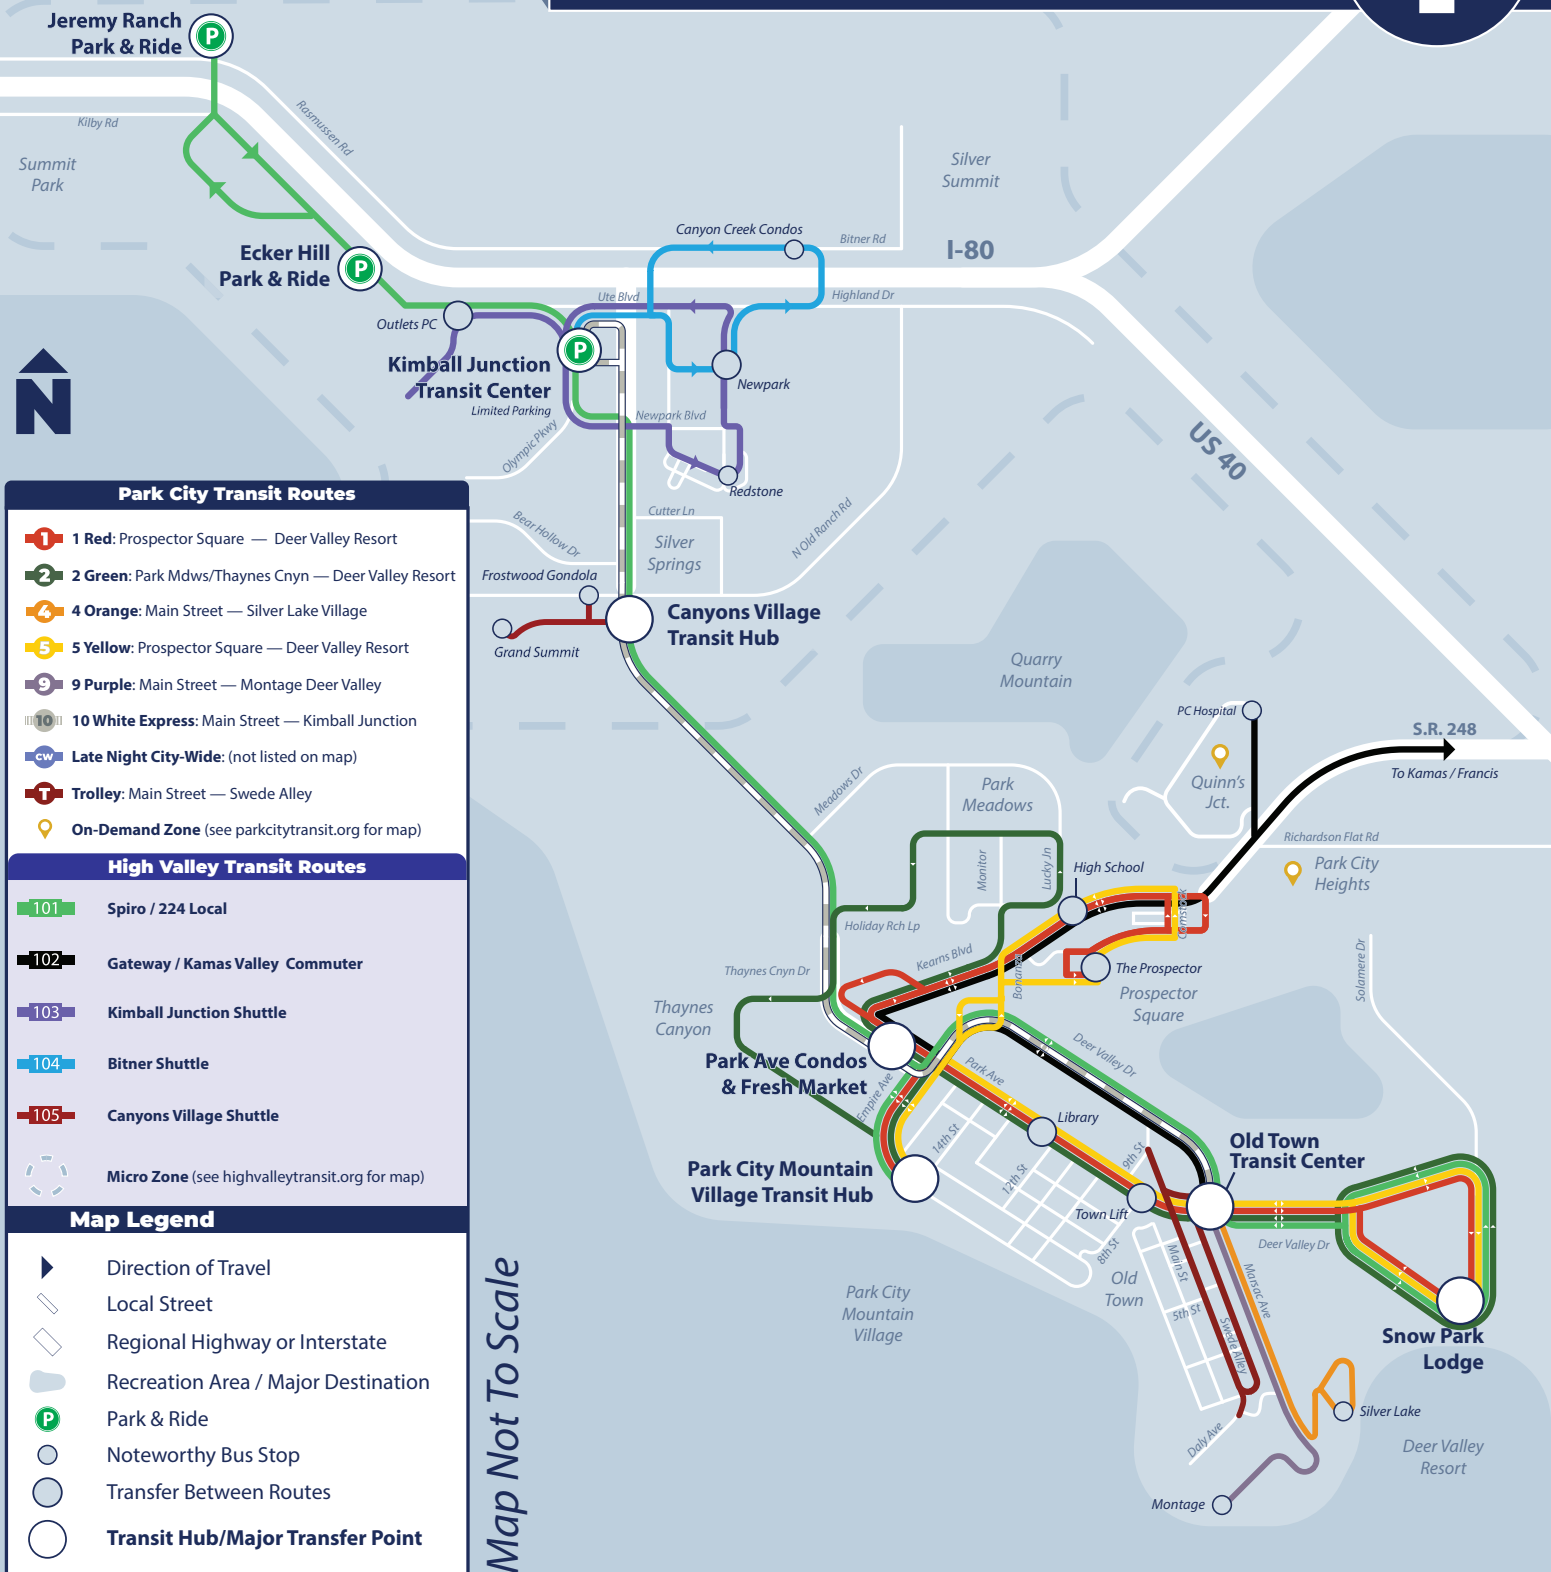 Jeremy Ranch
Park & Ride
P
Rasmussen Rd
Kilby Rd
Summit
Park
Silver
Summit
Canyon Creek Condos
Bitner Rd
I-80
Ecker Hill
Park & Ride
P
Ute Blvd
Highland Dr
Outlets PC
P
Kimball Junction
Transit Center
Limited Parking
Newpark
Newpark Blvd
Olympic Pkwy
US 40
N
Redstone
Cutter Ln
Bear Hollow Dr
Silver
Springs
N Old Ranch Rd
Frostwood Gondola
Grand Summit
Canyons Village
Transit Hub
Quarry
Mountain
PC Hospital
S.R. 248
To Kamas / Francis
Quinn's
Jct.
Richardson Flat Rd
Park City
Heights
Meadows Dr
Park
Meadows
Monitor
Lucky Jn
High School
Comstock
Holiday Rch Lp
Kearns Blvd
Bonanza
The Prospector
Prospector
Square
Solamere Dr
Thaynes Cnyn Dr
Thaynes
Canyon
Park Ave Condos
& Fresh Market
Empire Ave
Park Ave
Deer Valley Dr
Library
14th St
12th St
9th St
Old Town
Transit Center
Park City Mountain
Village Transit Hub
Town Lift
8th St
Deer Valley Dr
Old
Town
Main St
5th St
Swede Alley
Marsac Ave
Park City
Mountain
Village
Snow Park
Lodge
Silver Lake
Daly Ave
Deer Valley
Resort
Montage
Park City Transit Routes
1 1 Red: Prospector Square — Deer Valley Resort
2 2 Green: Park Mdws/Thaynes Cnyn — Deer Valley Resort
4 4 Orange: Main Street — Silver Lake Village
5 5 Yellow: Prospector Square — Deer Valley Resort
9 9 Purple: Main Street — Montage Deer Valley
10 10 White Express: Main Street — Kimball Junction
CW Late Night City-Wide: (not listed on map)
T Trolley: Main Street — Swede Alley
On-Demand Zone (see parkcitytransit.org for map)
High Valley Transit Routes
101 Spiro / 224 Local
102 Gateway / Kamas Valley Commuter
103 Kimball Junction Shuttle
104 Bitner Shuttle
105 Canyons Village Shuttle
Micro Zone (see highvalleytransit.org for map)
Map Legend
Direction of Travel
Local Street
Regional Highway or Interstate
Recreation Area / Major Destination
P Park & Ride
Noteworthy Bus Stop
Transfer Between Routes
Transit Hub/Major Transfer Point
Map Not To Scale